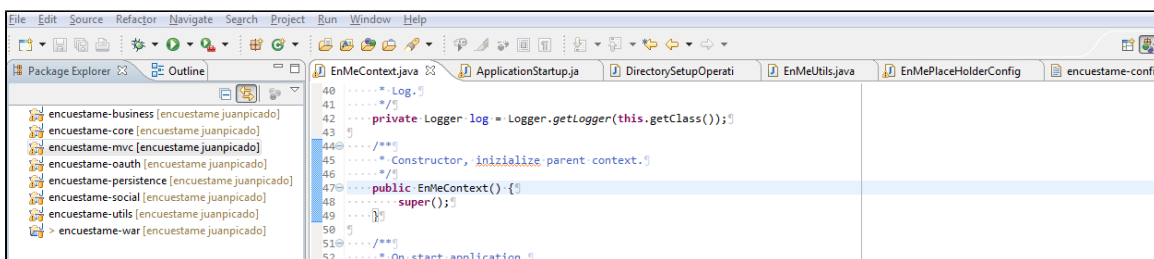 File Edit Source Refactor Navigate Search Project Run Window Help
Package Explorer Outline
EnMeContext.java ApplicationStartup.ja DirectorySetupOperati EnMeUtils.java EnMePlaceHolderConfig encuestame-confi
encuestame-business [encuestame juanpicado]
encuestame-core [encuestame juanpicado]
encuestame-mvc [encuestame juanpicado]
encuestame-oauth [encuestame juanpicado]
encuestame-persistence [encuestame juanpicado]
encuestame-social [encuestame juanpicado]
encuestame-utils [encuestame juanpicado]
> encuestame-war [encuestame juanpicado]
40 * Log.
41 */
42 private Logger log = Logger.getLogger(this.getClass());
43
44 /**
45 * Constructor, inizialize parent context.
46 */
47 public EnMeContext() {
48 super();
49 }
50
51 /**
52 * On start application.